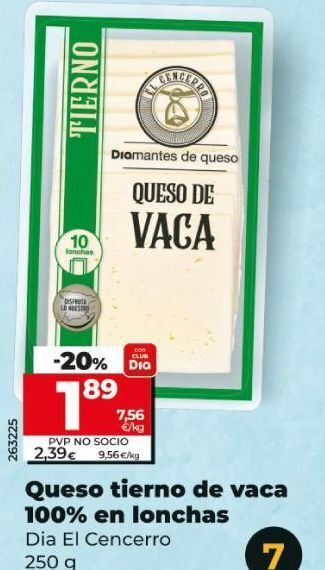 TIERNO
EL CENCERRO
Diamantes de queso
QUESO DE
VACA
10
lonchas
DISFRUTA
LO NUESTRO
-20%
CON
CLUB
Dia
1,89
7,56
€/kg
PVP NO SOCIO
2,39€ 9,56€/kg
263225
Queso tierno de vaca
100% en lonchas
Dia El Cencerro
250 g
7